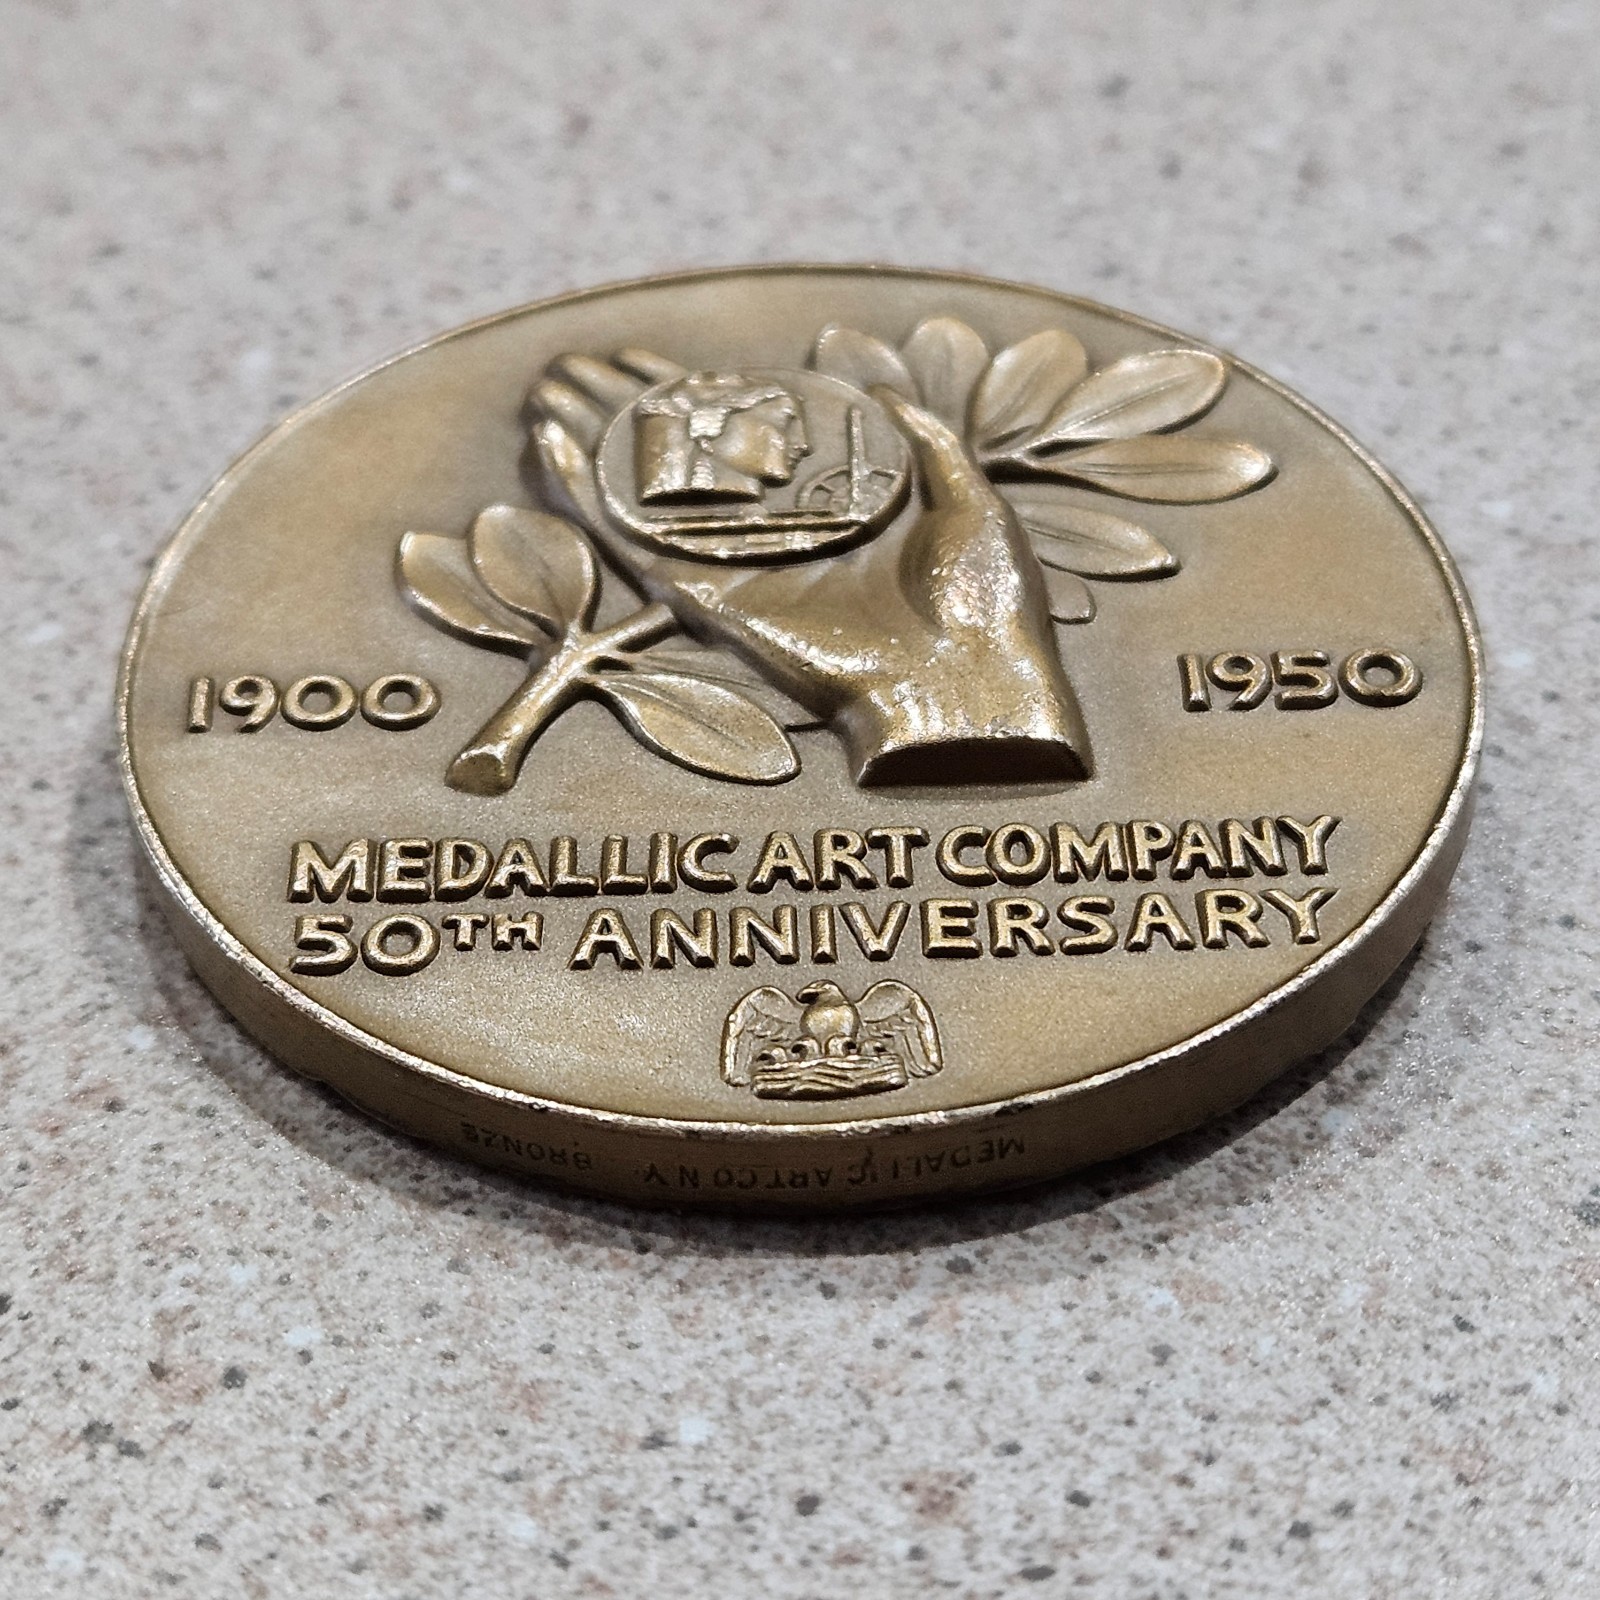 1900
1950
MEDALLIC ART COMPANY
50TH ANNIVERSARY
MEDALLIC ART CO N Y BRONZE